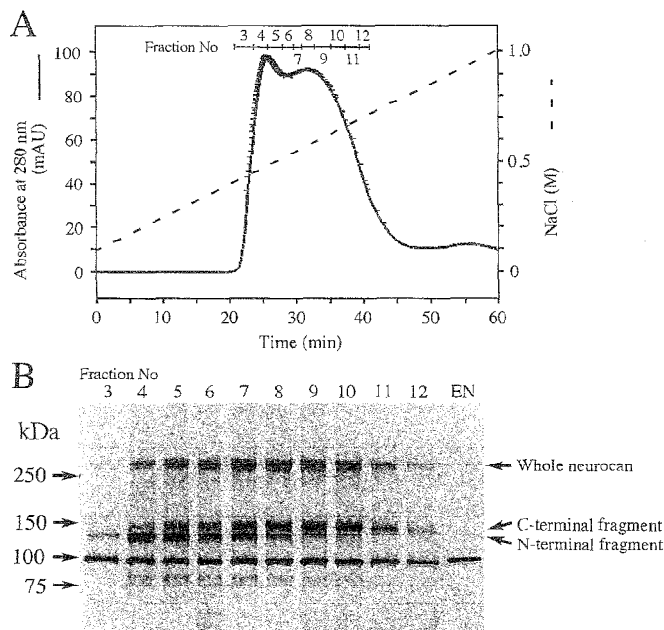 A
Fraction No
3 4 5 6 8 10 12
7 9 11
Absorbance at 280 nm
(mAU)
100
80
60
40
20
0
1.0
0.5
0
NaCl (M)
0 10 20 30 40 50 60
Time (min)
B
Fraction No
3 4 5 6 7 8 9 10 11 12 EN
kDa
250
150
100
75
Whole neurocan
C-terminal fragment
N-terminal fragment